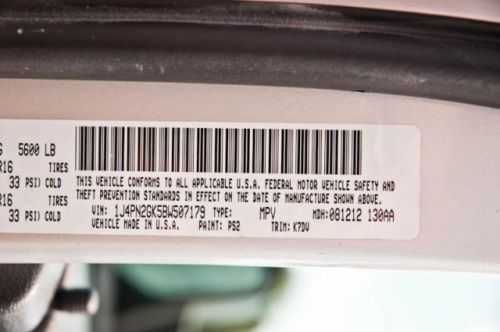 5600 LB
R16 TIRES
33 PSI) COLD
R16 TIRES
33 PSI) COLD
THIS VEHICLE CONFORMS TO ALL APPLICABLE U.S.A. FEDERAL MOTOR VEHICLE SAFETY AND
THEFT PREVENTION STANDARDS IN EFFECT ON THE DATE OF MANUFACTURE SHOWN ABOVE.
VIN: 1J4PN2GK5BW507179 TYPE: MPV MDH: 081212 130AA
VEHICLE MADE IN U.S.A. PAINT: PS2 TRIM: K7DV